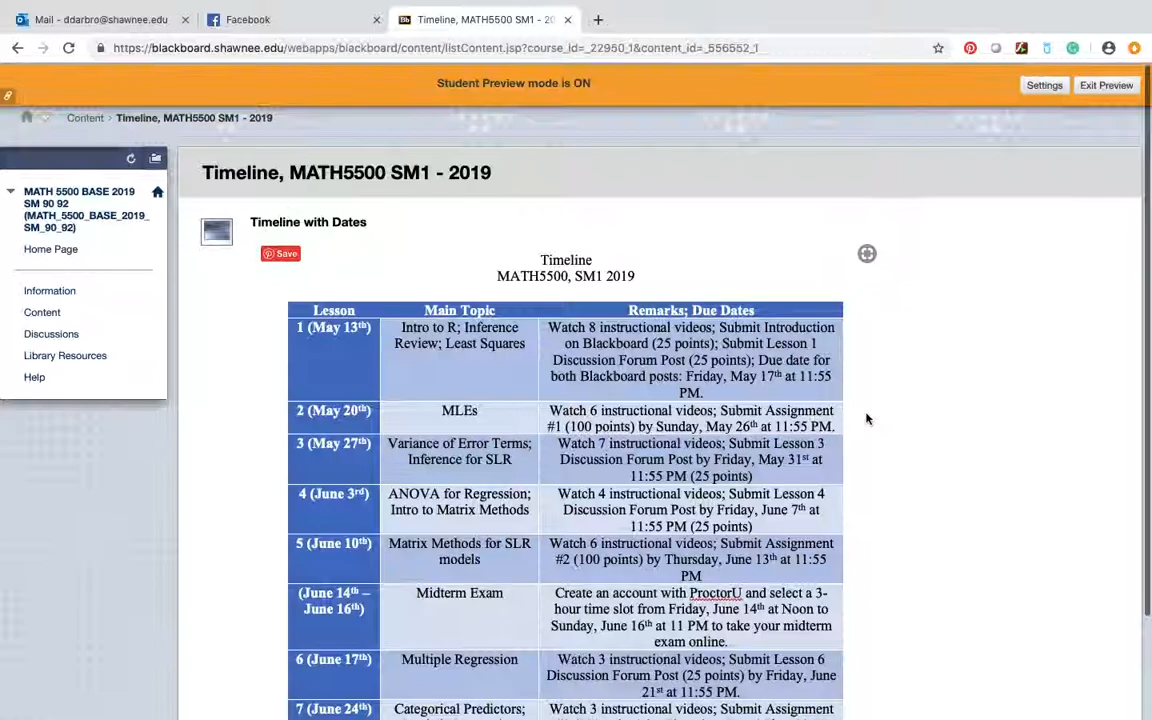 Mail - ddarbro@shawnee.edu
Facebook
Bb
Timeline, MATH5500 SM1 - 20
https://blackboard.shawnee.edu/webapps/blackboard/content/listContent.jsp?course_id=_22950_1&content_id=_556552_1
Student Preview mode is ON
Settings
Exit Preview
Content > Timeline, MATH5500 SM1 - 2019
MATH 5500 BASE 2019
SM 90 92
(MATH_5500_BASE_2019_
SM_90_92)
Home Page
Information
Content
Discussions
Library Resources
Help
Timeline, MATH5500 SM1 - 2019
Timeline with Dates
Save
Timeline
MATH5500, SM1 2019
Lesson Main Topic Remarks; Due Dates
1 (May 13th)
Intro to R; Inference
Review; Least Squares
Watch 8 instructional videos; Submit Introduction
on Blackboard (25 points); Submit Lesson 1
Discussion Forum Post (25 points); Due date for
both Blackboard posts: Friday, May 17th at 11:55
PM.
2 (May 20th)
MLEs
Watch 6 instructional videos; Submit Assignment
#1 (100 points) by Sunday, May 26th at 11:55 PM.
3 (May 27th)
Variance of Error Terms;
Inference for SLR
Watch 7 instructional videos; Submit Lesson 3
Discussion Forum Post by Friday, May 31st at
11:55 PM (25 points)
4 (June 3rd)
ANOVA for Regression;
Intro to Matrix Methods
Watch 4 instructional videos; Submit Lesson 4
Discussion Forum Post by Friday, June 7th at
11:55 PM (25 points)
5 (June 10th)
Matrix Methods for SLR
models
Watch 6 instructional videos; Submit Assignment
#2 (100 points) by Thursday, June 13th at 11:55
PM
(June 14th –
June 16th)
Midterm Exam
Create an account with ProctorU and select a 3-
hour time slot from Friday, June 14th at Noon to
Sunday, June 16th at 11 PM to take your midterm
exam online.
6 (June 17th)
Multiple Regression
Watch 3 instructional videos; Submit Lesson 6
Discussion Forum Post (25 points) by Friday, June
21st at 11:55 PM.
7 (June 24th)
Categorical Predictors;
Watch 3 instructional videos; Submit Assignment